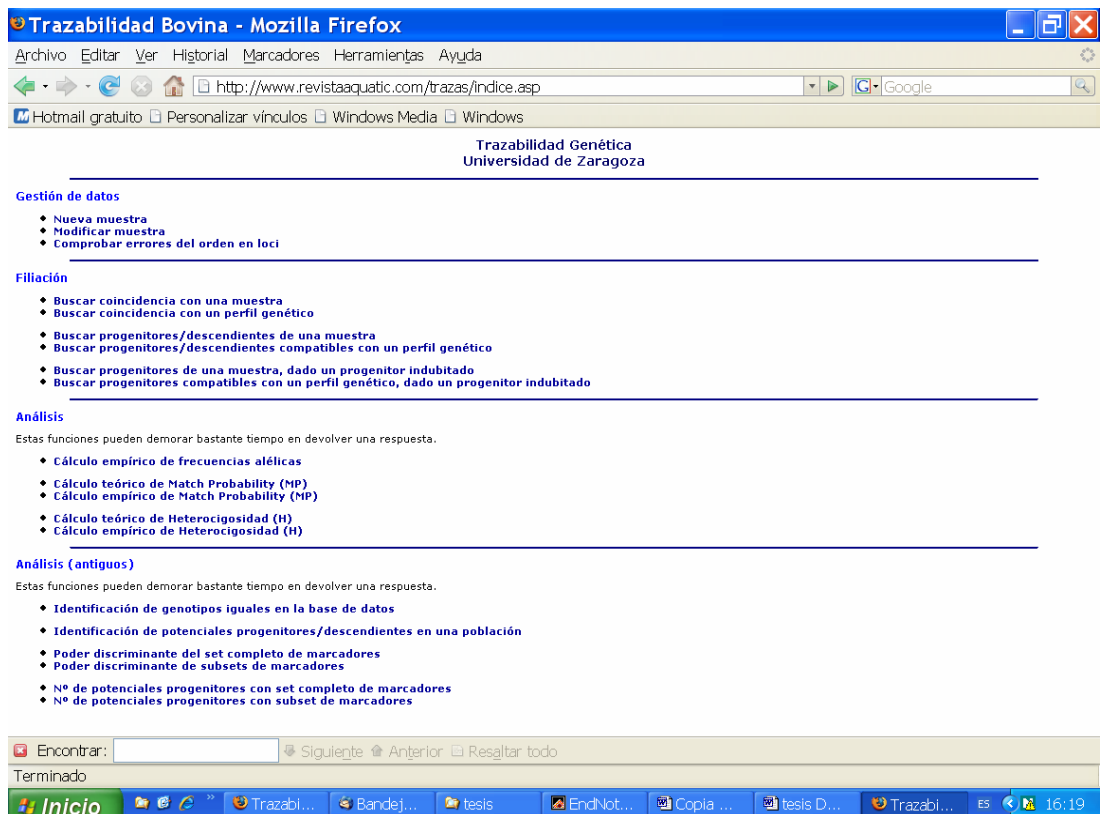 Trazabilidad Bovina - Mozilla Firefox
Archivo Editar Ver Historial Marcadores Herramientas Ayuda
http://www.revistaaquatic.com/trazas/indice.asp
G Google
Hotmail gratuito Personalizar vínculos Windows Media Windows
Trazabilidad Genética
Universidad de Zaragoza
Gestión de datos
Nueva muestra
Modificar muestra
Comprobar errores del orden en loci
Filiación
Buscar coincidencia con una muestra
Buscar coincidencia con un perfil genético
Buscar progenitores/descendientes de una muestra
Buscar progenitores/descendientes compatibles con un perfil genético
Buscar progenitores de una muestra, dado un progenitor indubitado
Buscar progenitores compatibles con un perfil genético, dado un progenitor indubitado
Análisis
Estas funciones pueden demorar bastante tiempo en devolver una respuesta.
Cálculo empírico de frecuencias alélicas
Cálculo teórico de Match Probability (MP)
Cálculo empírico de Match Probability (MP)
Cálculo teórico de Heterocigosidad (H)
Cálculo empírico de Heterocigosidad (H)
Análisis (antiguos)
Estas funciones pueden demorar bastante tiempo en devolver una respuesta.
Identificación de genotipos iguales en la base de datos
Identificación de potenciales progenitores/descendientes en una población
Poder discriminante del set completo de marcadores
Poder discriminante de subsets de marcadores
Nº de potenciales progenitores con set completo de marcadores
Nº de potenciales progenitores con subset de marcadores
Encontrar: Siguiente Anterior Resaltar todo
Terminado
Inicio » Trazabi... Bandej... tesis EndNot... Copia ... tesis D... Trazabi... ES 16:19